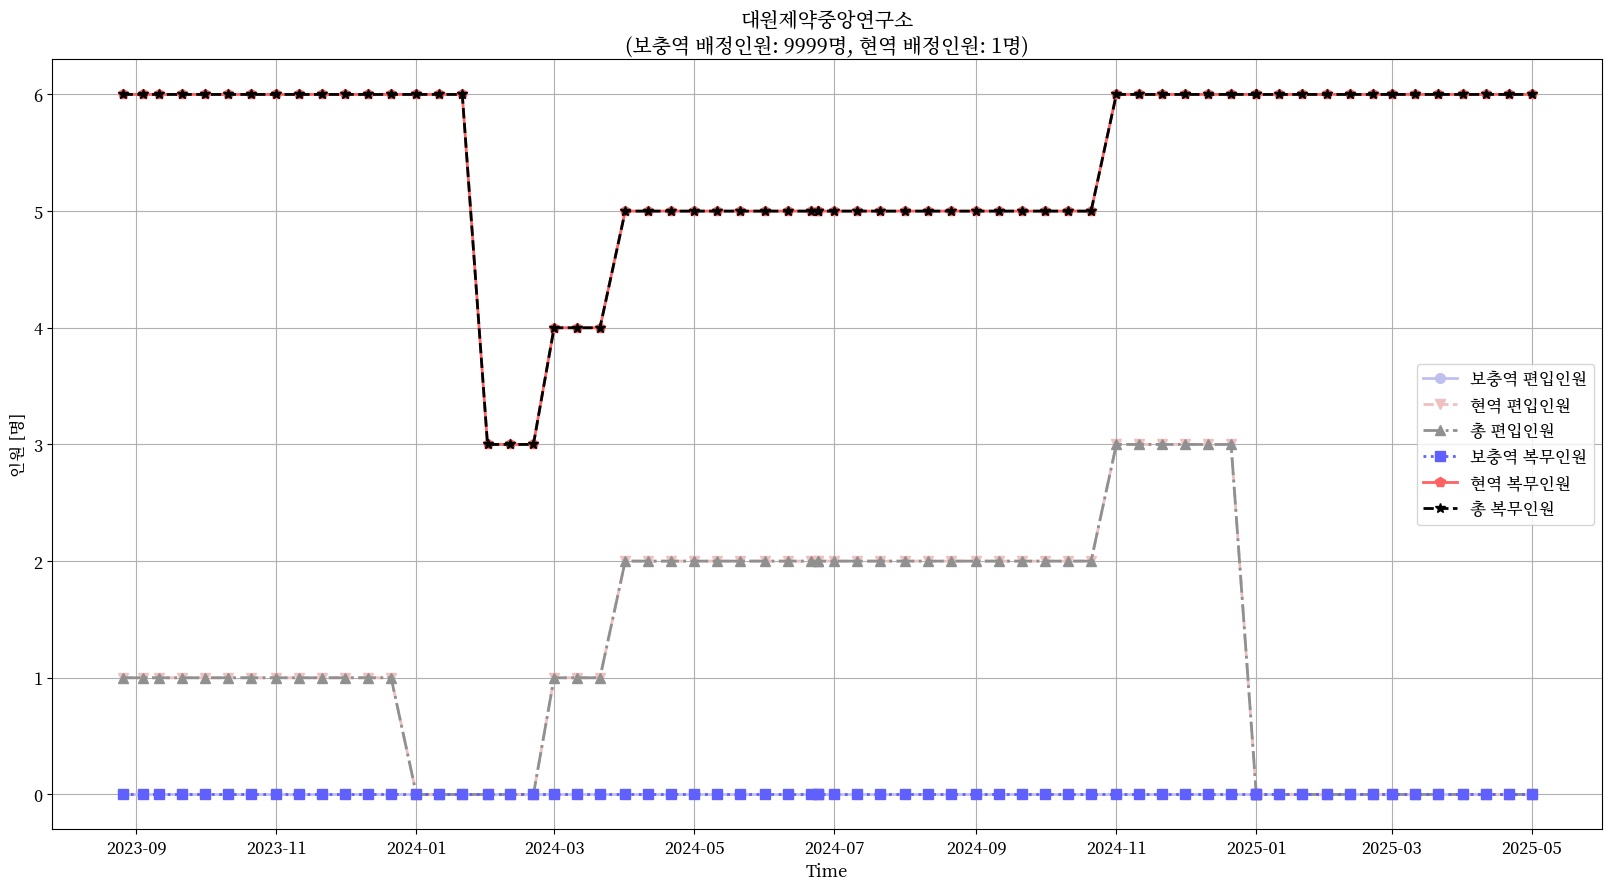 대원제약중앙연구소
(보충역 배정인원: 9999명, 현역 배정인원: 1명)
인원 [명]
6
5
4
3
2
1
0
보충역 편입인원
현역 편입인원
총 편입인원
보충역 복무인원
현역 복무인원
총 복무인원
2023-09 2023-11 2024-01 2024-03 2024-05 2024-07 2024-09 2024-11 2025-01 2025-03 2025-05
Time